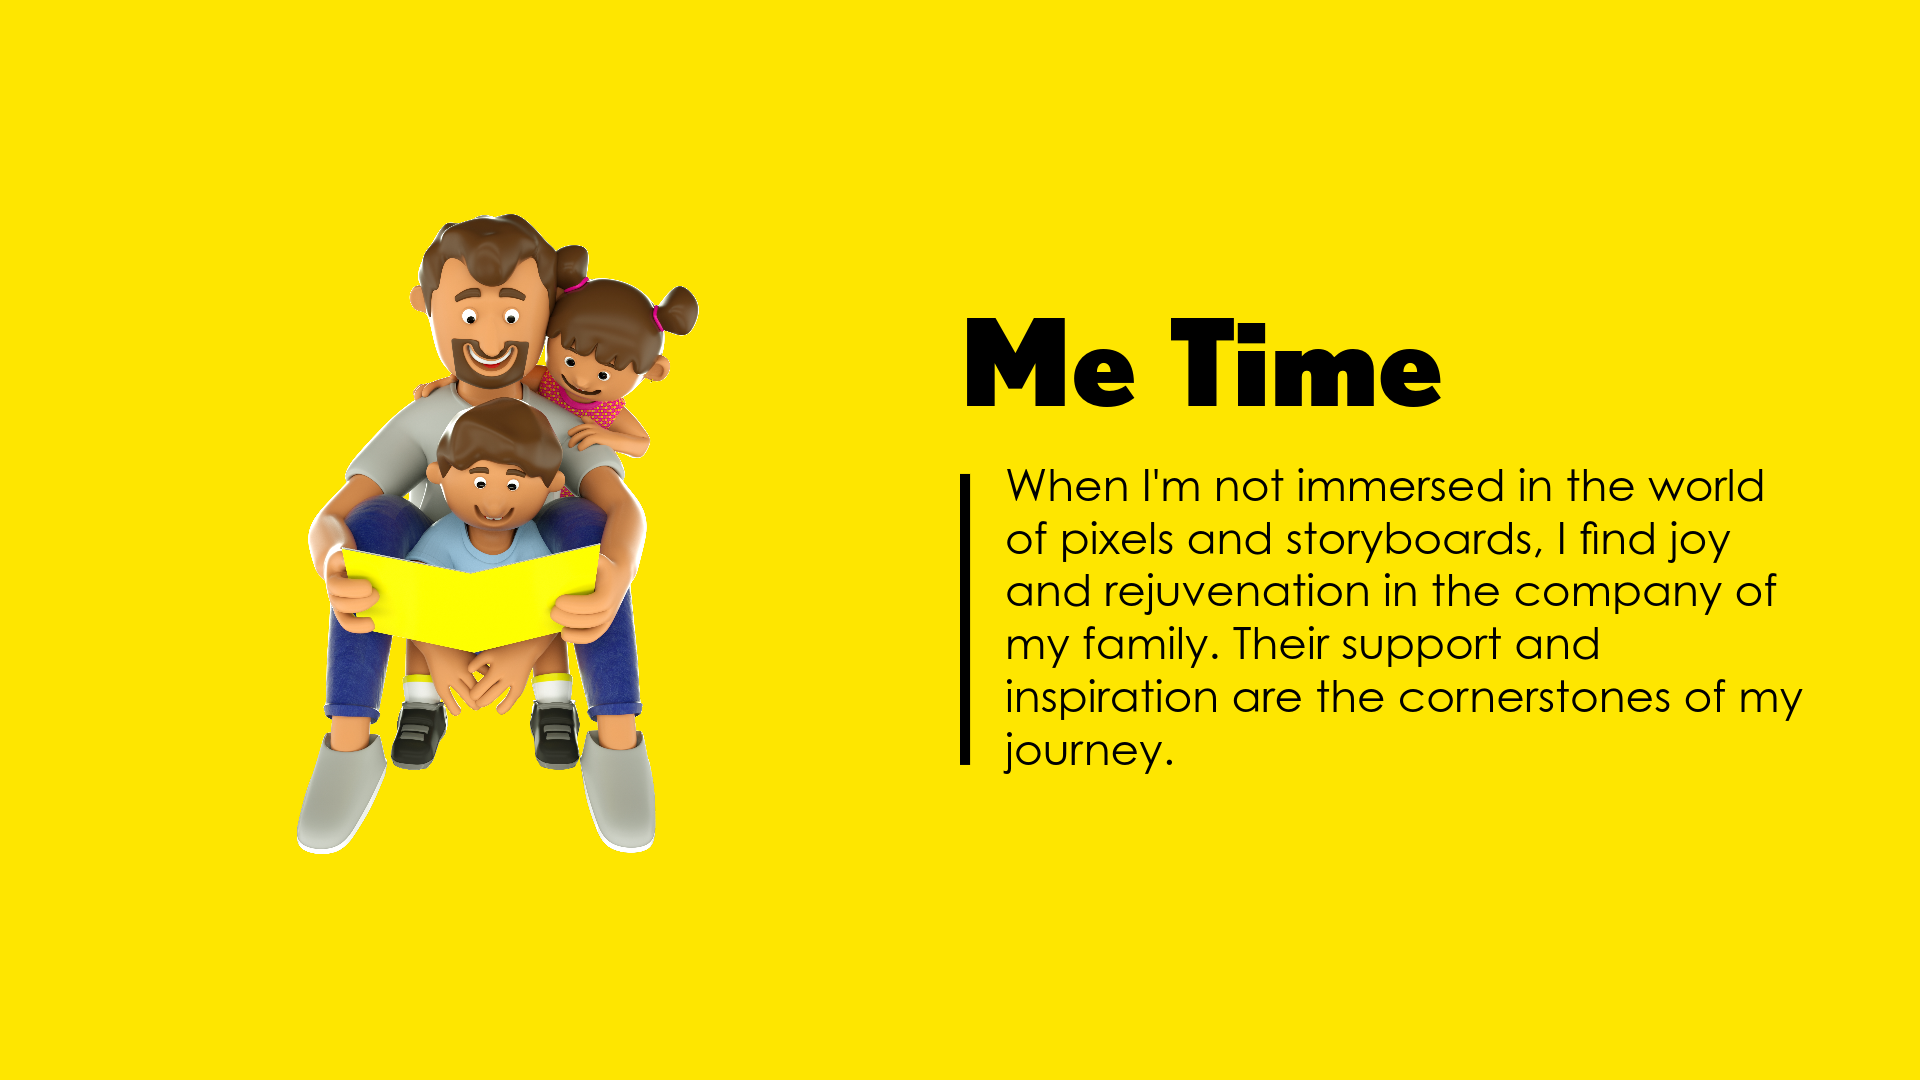 Me Time
When I'm not immersed in the world
of pixels and storyboards, I find joy
and rejuvenation in the company of
my family. Their support and
inspiration are the cornerstones of my
journey.